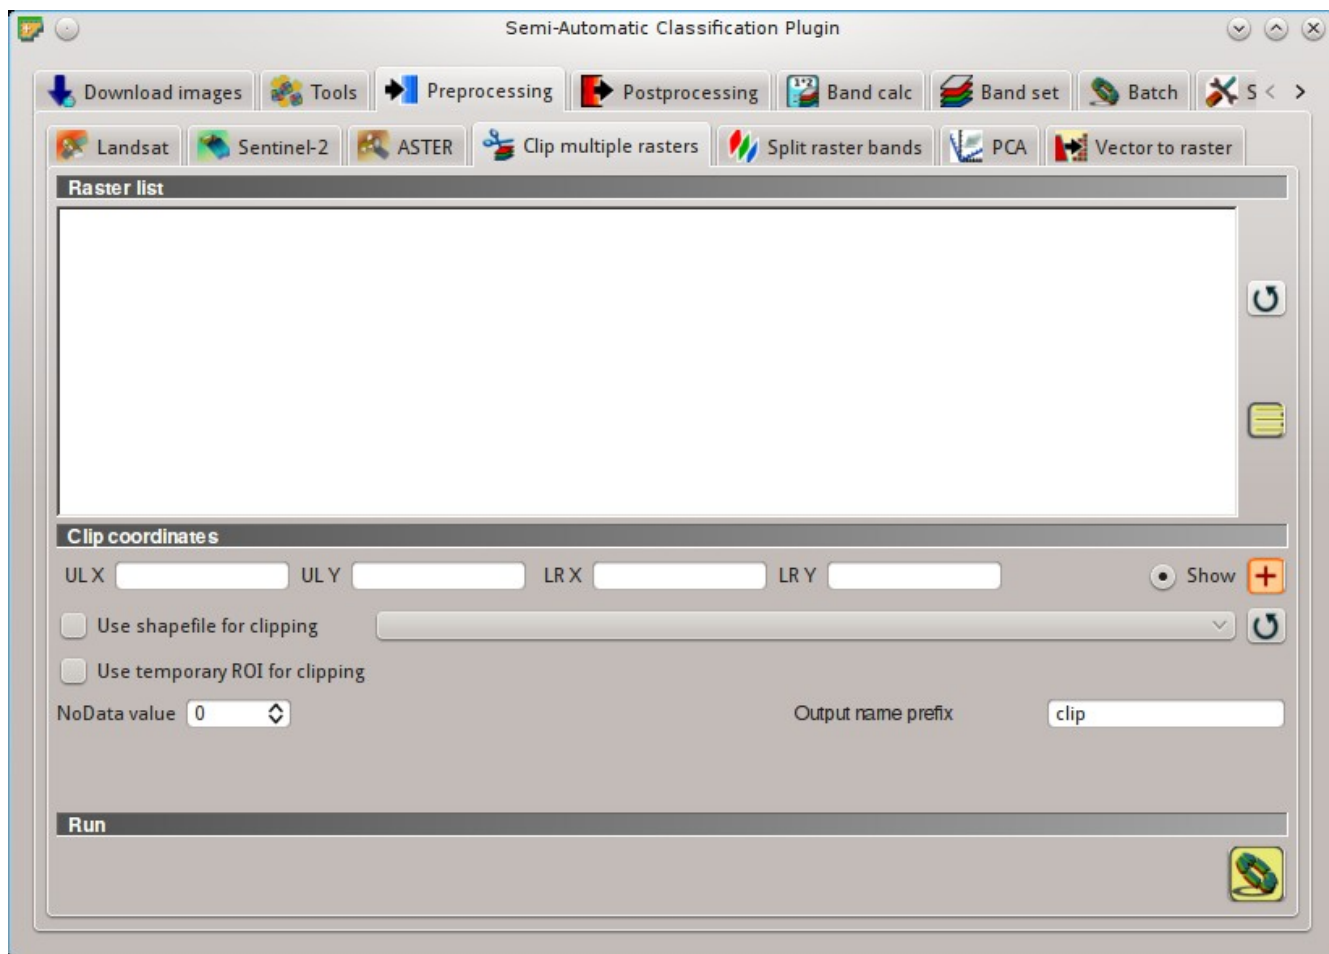 Semi-Automatic Classification Plugin
Download images Tools Preprocessing Postprocessing Band calc Band set Batch S
Landsat Sentinel-2 ASTER Clip multiple rasters Split raster bands PCA Vector to raster
Raster list
Clip coordinates
UL X UL Y LR X LR Y Show
Use shapefile for clipping
Use temporary ROI for clipping
NoData value 0 Output name prefix clip
Run